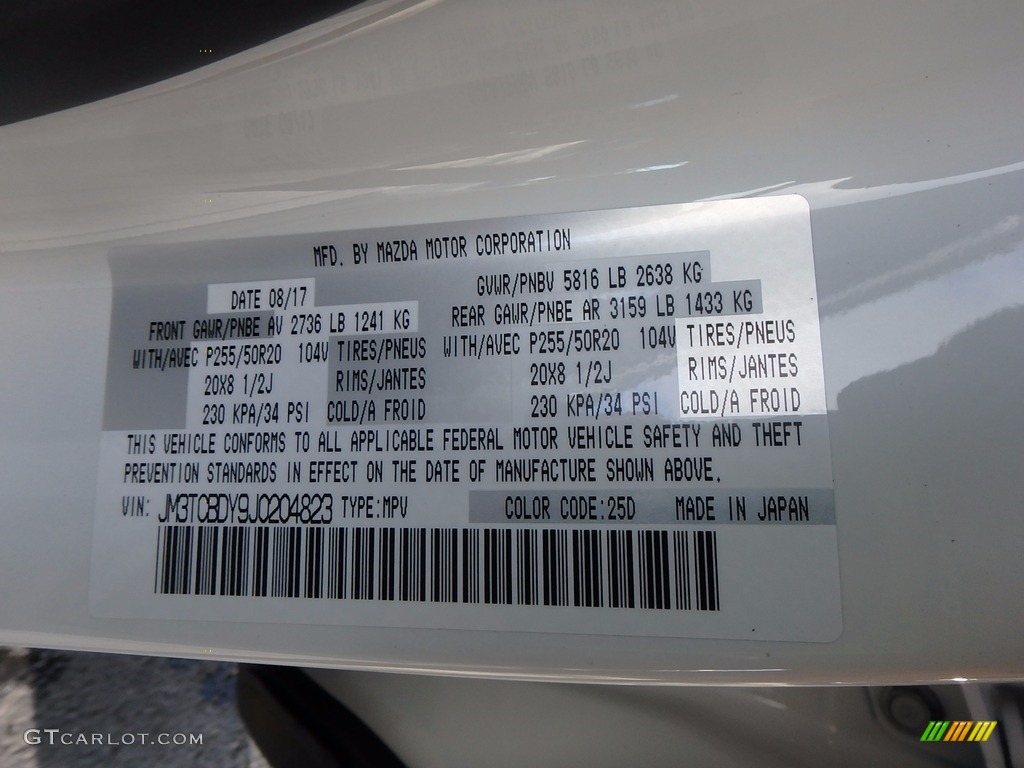 MFD. BY MAZDA MOTOR CORPORATION
DATE 08/17 GVWR/PNBV 5816 LB 2638 KG
FRONT GAWR/PNBE AV 2736 LB 1241 KG REAR GAWR/PNBE AR 3159 LB 1433 KG
WITH/AVEC P255/50R20 104V TIRES/PNEUS WITH/AVEC P255/50R20 104V TIRES/PNEUS
20X8 1/2J RIMS/JANTES 20X8 1/2J RIMS/JANTES
230 KPA/34 PSI COLD/A FROID 230 KPA/34 PSI COLD/A FROID
THIS VEHICLE CONFORMS TO ALL APPLICABLE FEDERAL MOTOR VEHICLE SAFETY AND THEFT
PREVENTION STANDARDS IN EFFECT ON THE DATE OF MANUFACTURE SHOWN ABOVE.
VIN: JM3TCBDY9J0204823 TYPE:MPV COLOR CODE:25D MADE IN JAPAN
GTCARLOT.COM